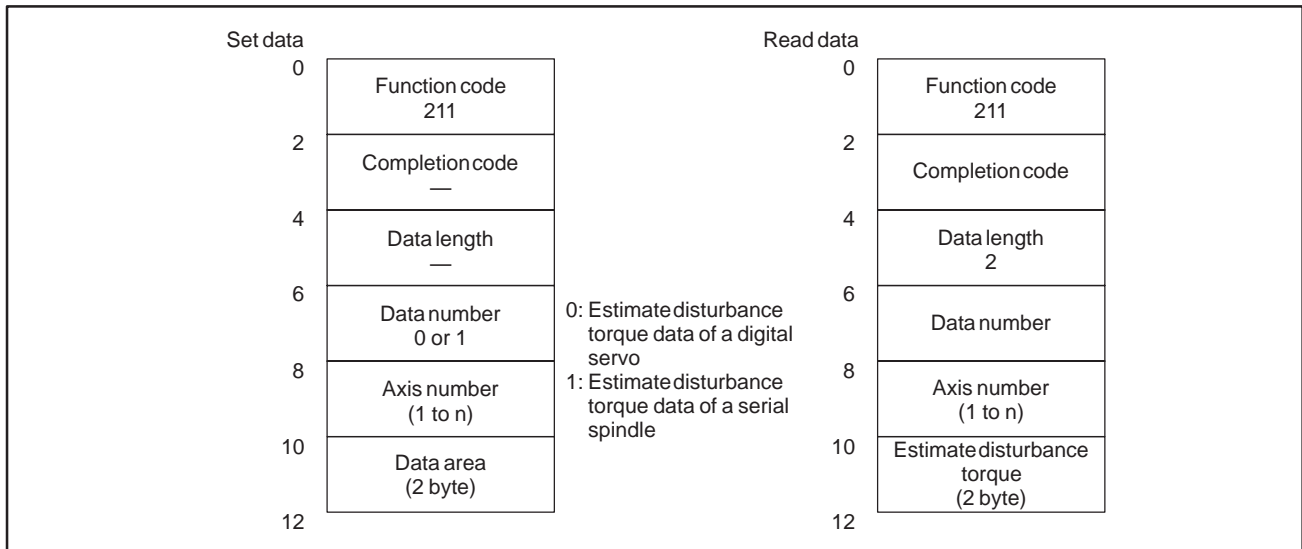 Set data
0
Function code
211
2
Completion code
—
4
Data length
—
6
Data number
0 or 1
8
Axis number
(1 to n)
10
Data area
(2 byte)
12
0: Estimate disturbance
torque data of a digital
servo
1: Estimate disturbance
torque data of a serial
spindle
Read data
0
Function code
211
2
Completion code
4
Data length
2
6
Data number
8
Axis number
(1 to n)
10
Estimate disturbance
torque
(2 byte)
12